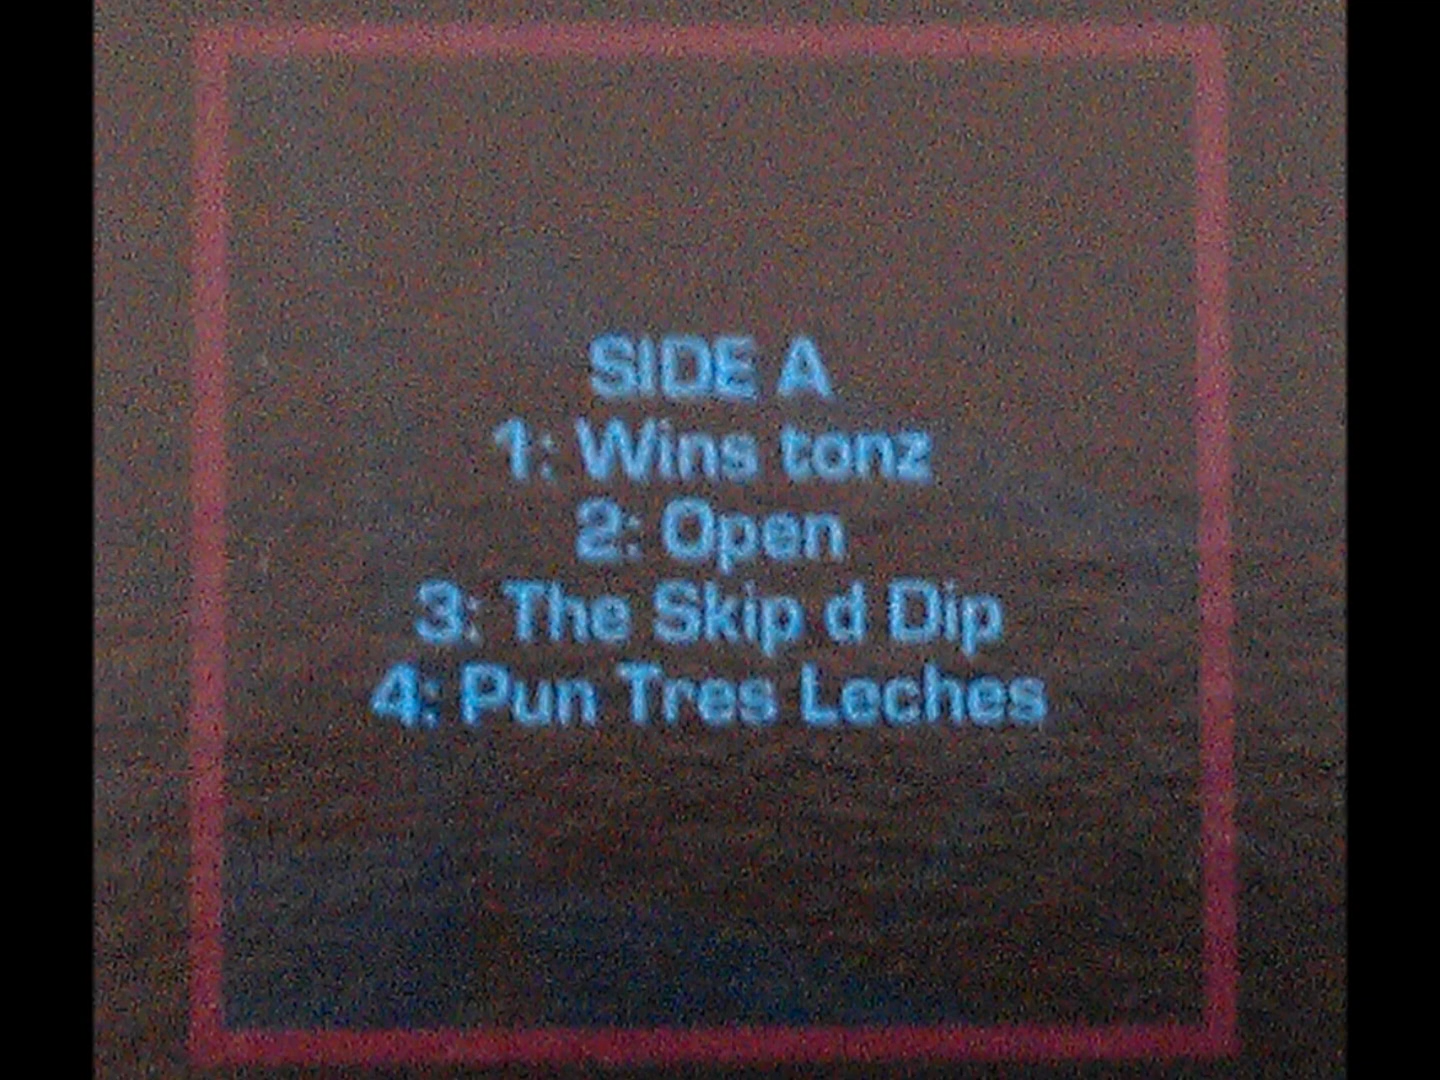 SIDE A
1: Wins tonz
2: Open
3: The Skip d Dip
4: Pun Tres Leches